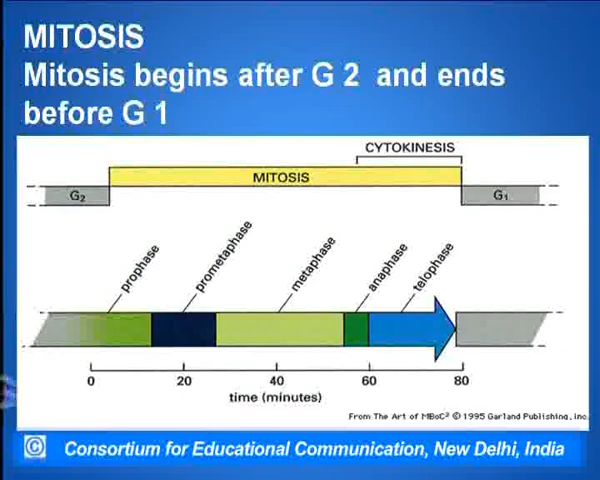 MITOSIS
Mitosis begins after G 2 and ends
before G 1
CYTOKINESIS
MITOSIS
G₂
G₁
prophase
prometaphase
metaphase
anaphase
telophase
0 20 40 60 80
time (minutes)
From The Art of MBoC² © 1995 Garland Publishing, Inc.
© Consortium for Educational Communication, New Delhi, India